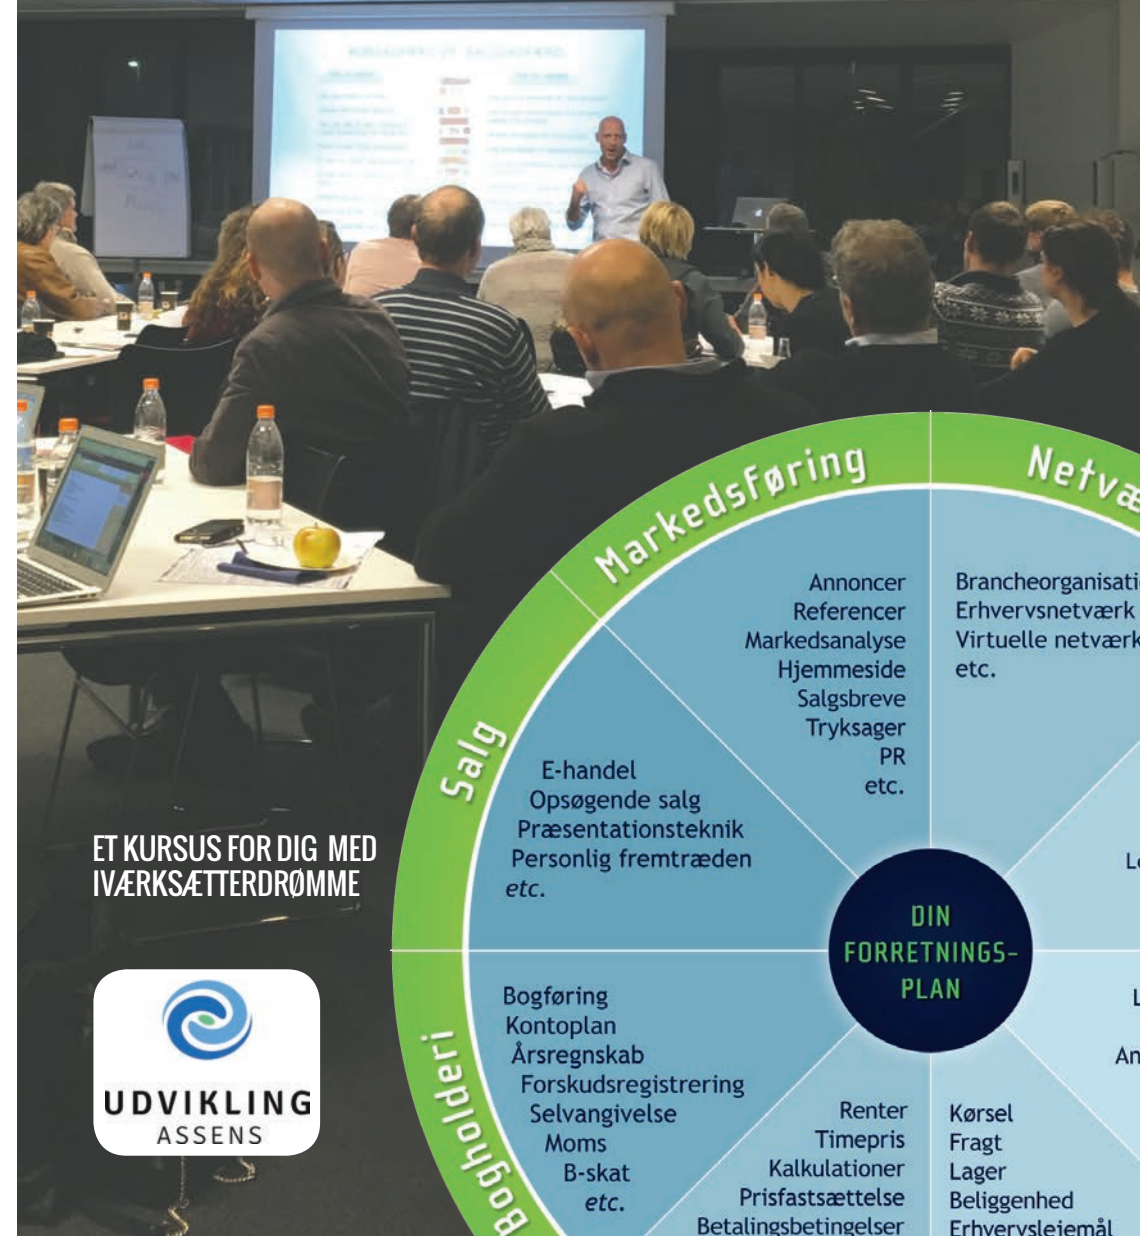 Markedsføring
Annoncer
Referencer
Markedsanalyse
Hjemmeside
Salgsbreve
Tryksager
PR
etc.
Netvæ
Brancheorganisati
Erhvervsnetværk
Virtuelle netværk
etc.
Salg
E-handel
Opsøgende salg
Præsentationsteknik
Personlig fremtræden
etc.
ET KURSUS FOR DIG MED
IVÆRKSÆTTERDRØMME
DIN
FORRETNINGS-
PLAN
UDVIKLING
ASSENS
Bogholderi
Bogføring
Kontoplan
Årsregnskab
Forskudsregistrering
Selvangivelse
Moms
B-skat
etc.
Renter
Timepris
Kalkulationer
Prisfastsættelse
Betalingsbetingelser
Kørsel
Fragt
Lager
Beliggenhed
Erhvervslejemål